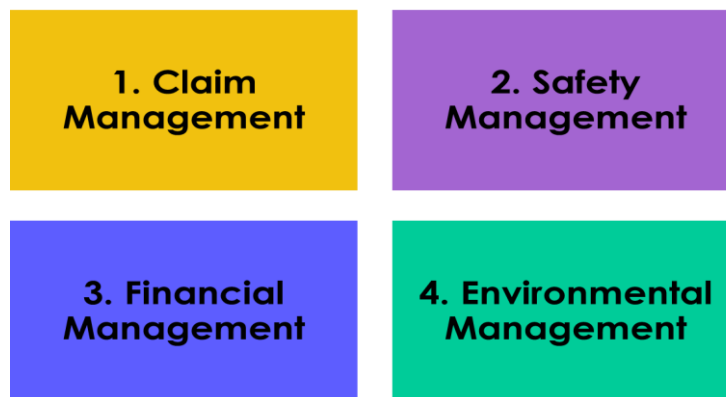 1. Claim
Management
2. Safety
Management
3. Financial
Management
4. Environmental
Management